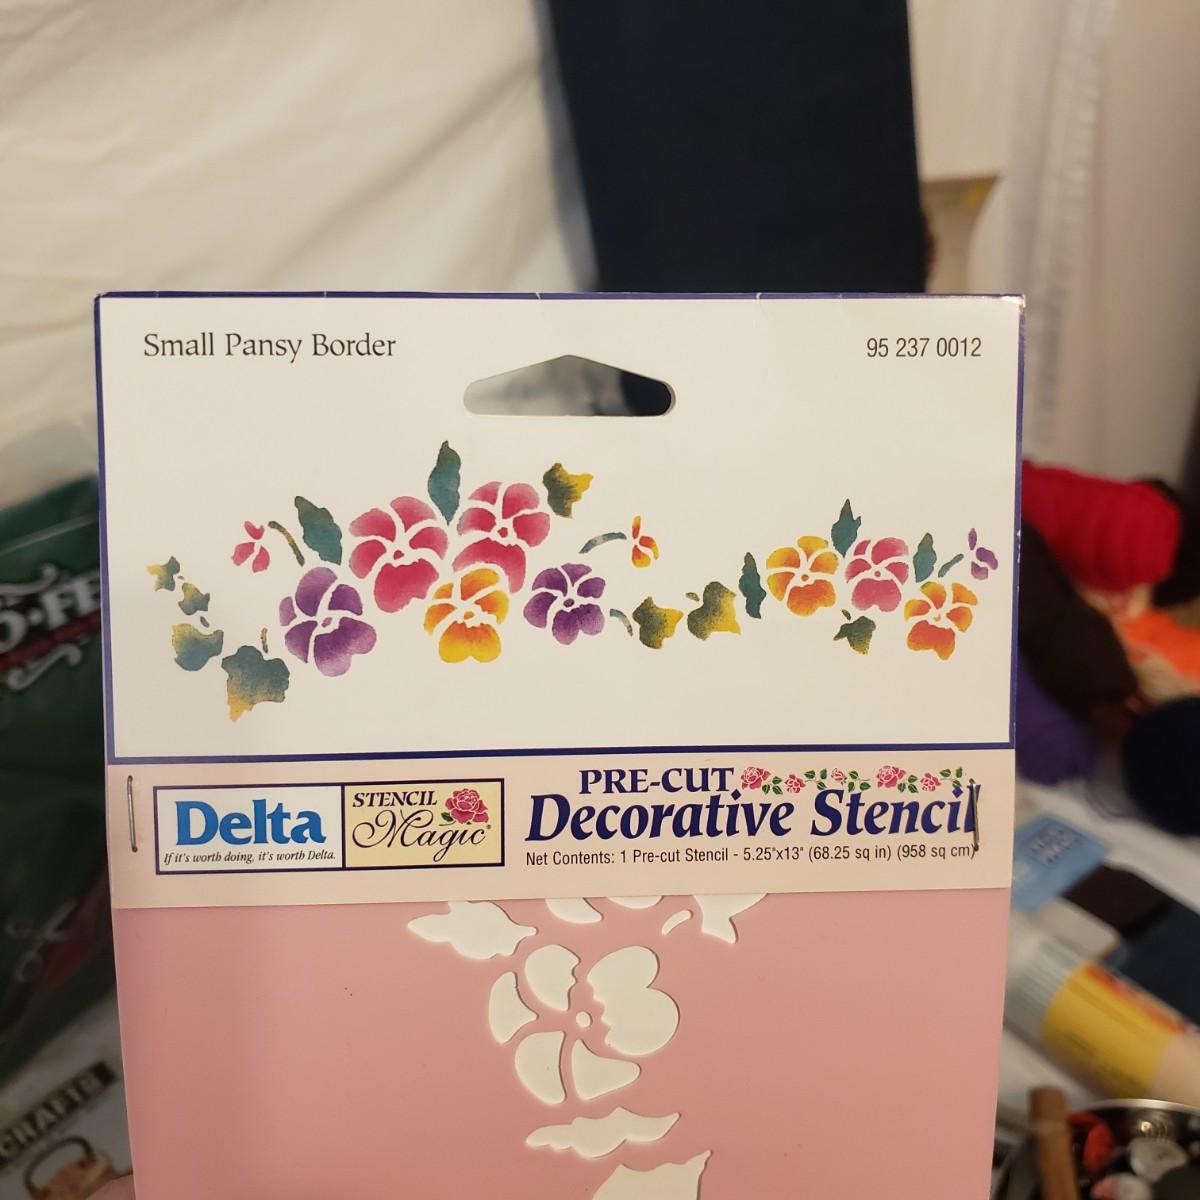 Small Pansy Border
95 237 0012
PRE-CUT
Decorative Stencil
Delta
If it's worth doing, it's worth Delta.
STENCIL
Magic®
Net Contents: 1 Pre-cut Stencil - 5.25"x13" (68.25 sq in) (958 sq cm)
CRAFTS